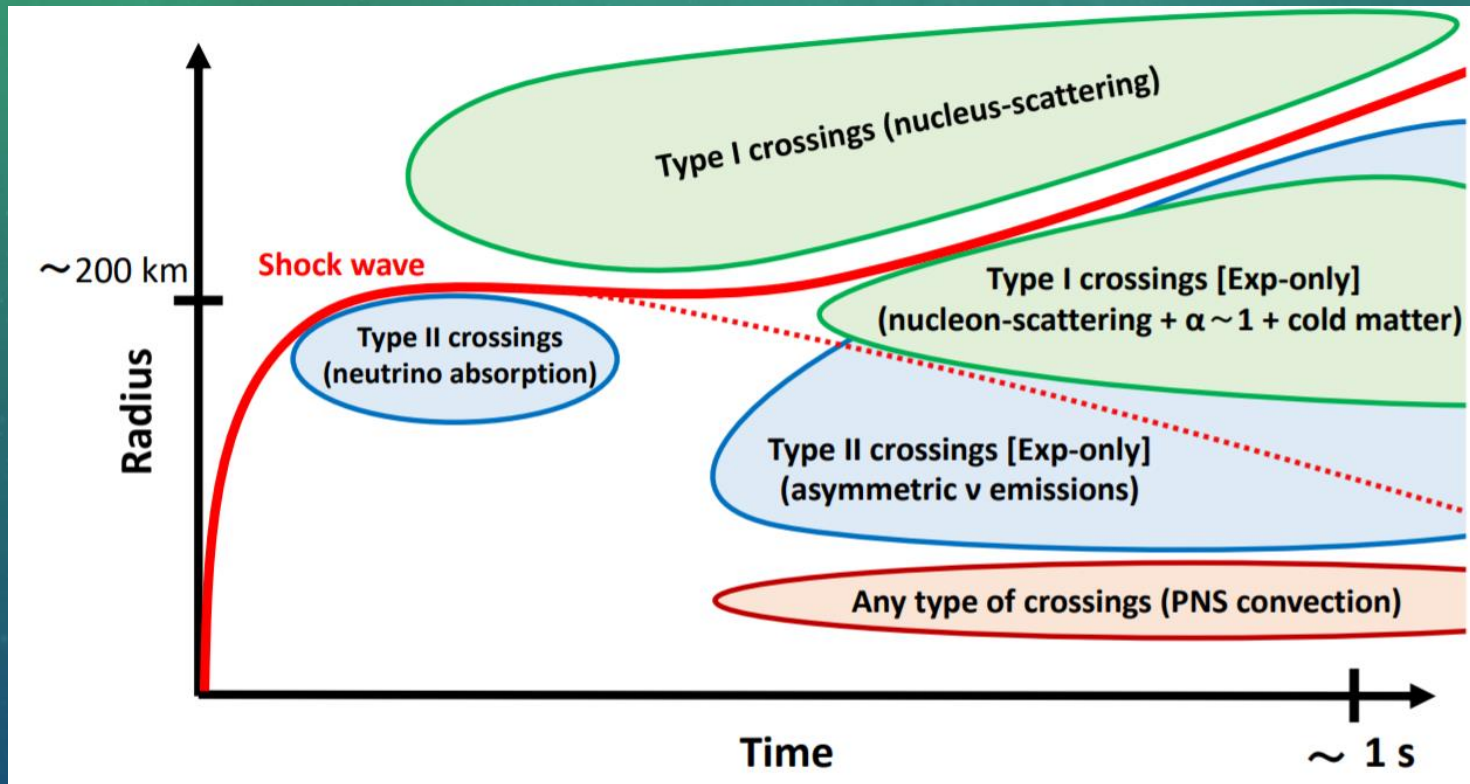 Type I crossings (nucleus-scattering)
~200 km
Shock wave
Type I crossings [Exp-only]
(nucleon-scattering + α~1 + cold matter)
Type II crossings
(neutrino absorption)
Radius
Type II crossings [Exp-only]
(asymmetric ν emissions)
Any type of crossings (PNS convection)
Time
~ 1 s